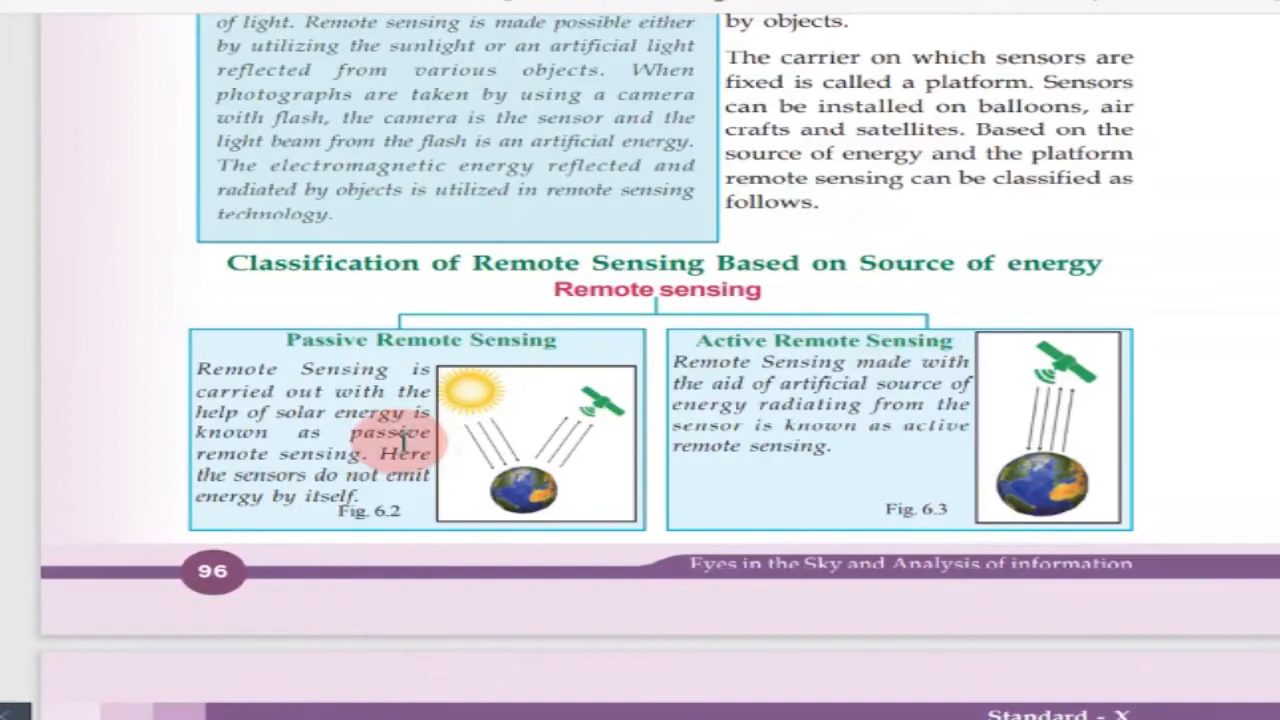 of light. Remote sensing is made possible either
by utilizing the sunlight or an artificial light
reflected from various objects. When
photographs are taken by using a camera
with flash, the camera is the sensor and the
light beam from the flash is an artificial energy.
The electromagnetic energy reflected and
radiated by objects is utilized in remote sensing
technology.
by objects.
The carrier on which sensors are
fixed is called a platform. Sensors
can be installed on balloons, air
crafts and satellites. Based on the
source of energy and the platform
remote sensing can be classified as
follows.
Classification of Remote Sensing Based on Source of energy
Remote sensing
Passive Remote Sensing
Remote Sensing is
carried out with the
help of solar energy is
known as passive
remote sensing. Here
the sensors do not emit
energy by itself.
Fig. 6.2
Active Remote Sensing
Remote Sensing made with
the aid of artificial source of
energy radiating from the
sensor is known as active
remote sensing.
Fig. 6.3
96
Eyes in the Sky and Analysis of information
Standard - X